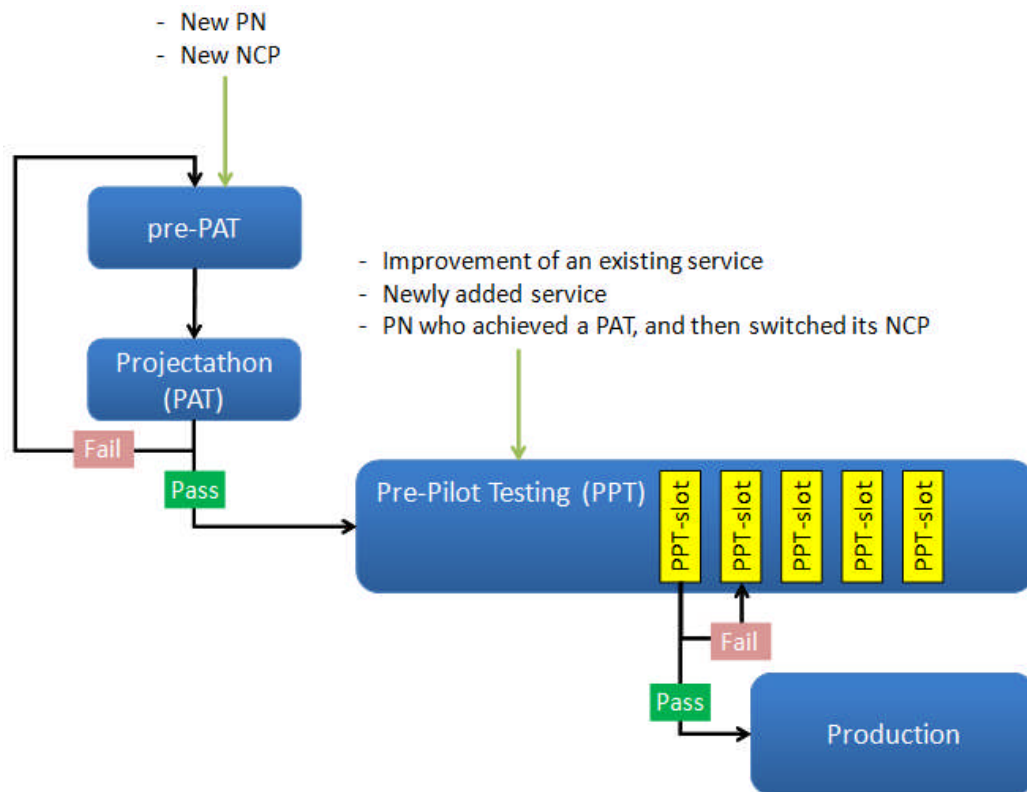 - New PN
- New NCP
pre-PAT
- Improvement of an existing service
- Newly added service
- PN who achieved a PAT, and then switched its NCP
Projectathon
(PAT)
Fail
Pass
Pre-Pilot Testing (PPT)
PPT-slot
PPT-slot
PPT-slot
PPT-slot
PPT-slot
Fail
Pass
Production